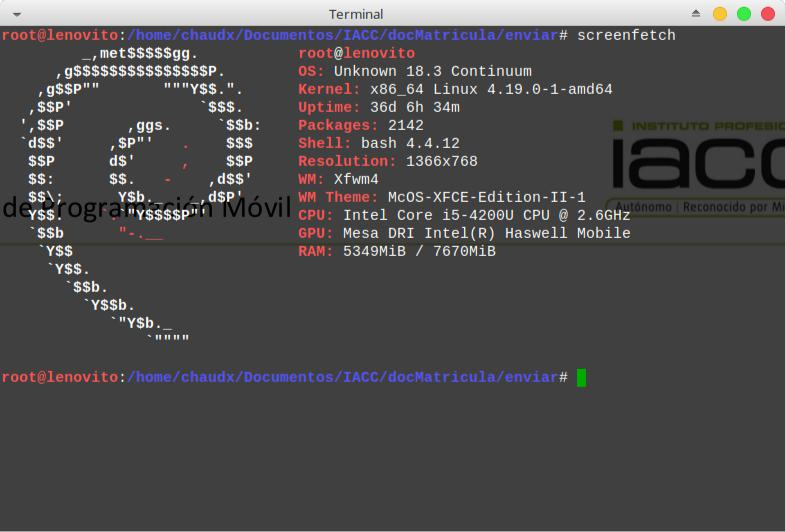 Terminal
root@lenovito:/home/chaudx/Documentos/IACC/docMatricula/enviar# screenfetch
         _,met$$$$$gg.           root@lenovito
      ,g$$$$$$$$$$$$$$$P.        OS: Unknown 18.3 Continuum
    ,g$$P""       """Y$$.".      Kernel: x86_64 Linux 4.19.0-1-amd64
   ,$$P'              `$$$.      Uptime: 36d 6h 34m
  ',$$P       ,ggs.     `$$b:    Packages: 2142
  `d$$'     ,$P"'   .    $$$     Shell: bash 4.4.12
   $$P      d$'     ,    $$P     Resolution: 1366x768
   $$:      $$.   -    ,d$$'     WM: Xfwm4
   $$\;      Y$b._   _,d$P'      WM Theme: McOS-XFCE-Edition-II-1
   Y$$.    `.`"Y$$$$P"'          CPU: Intel Core i5-4200U CPU @ 2.6GHz
   `$$b      "-.__               GPU: Mesa DRI Intel(R) Haswell Mobile
    `Y$$                         RAM: 5349MiB / 7670MiB
     `Y$$.
       `$$b.
         `Y$$b.
            `"Y$b._
                `""""
root@lenovito:/home/chaudx/Documentos/IACC/docMatricula/enviar#
de Programación Móvil
INSTITUTO
iacc
Autónomo | Reconocido por